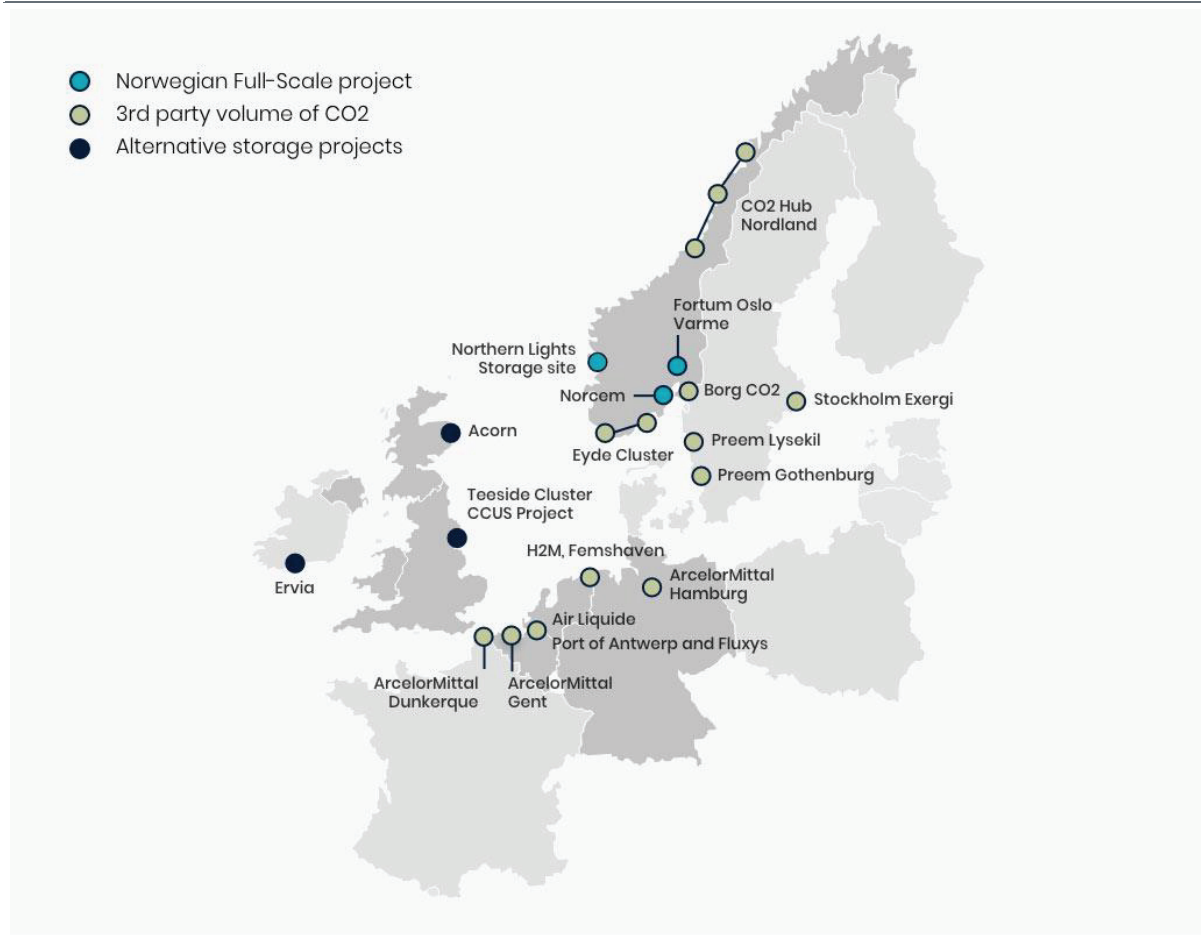 Norwegian Full-Scale project
3rd party volume of CO2
Alternative storage projects
CO2 Hub
Nordland
Fortum Oslo
Varme
Northern Lights
Storage site
Norcem
Borg CO2
Stockholm Exergi
Acorn
Eyde Cluster
Preem Lysekil
Preem Gothenburg
Teeside Cluster
CCUS Project
H2M, Femshaven
Ervia
ArcelorMittal
Hamburg
Air Liquide
Port of Antwerp and Fluxys
ArcelorMittal
Dunkerque
ArcelorMittal
Gent